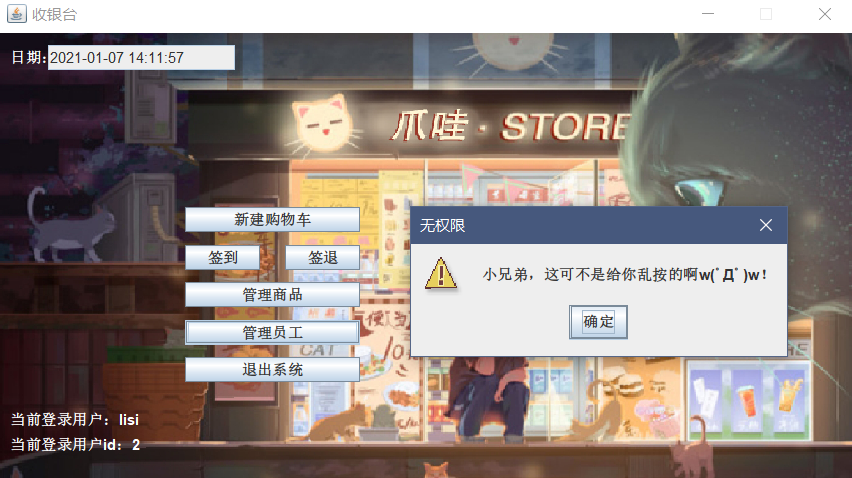 收银台
日期:2021-01-07 14:11:57
爪哇·STORE
新建购物车
签到 签退
管理商品
管理员工
退出系统
无权限
小兄弟，这可不是给你乱按的啊w(ﾟДﾟ)w！
确定
CAT
当前登录用户：lisi
当前登录用户id：2